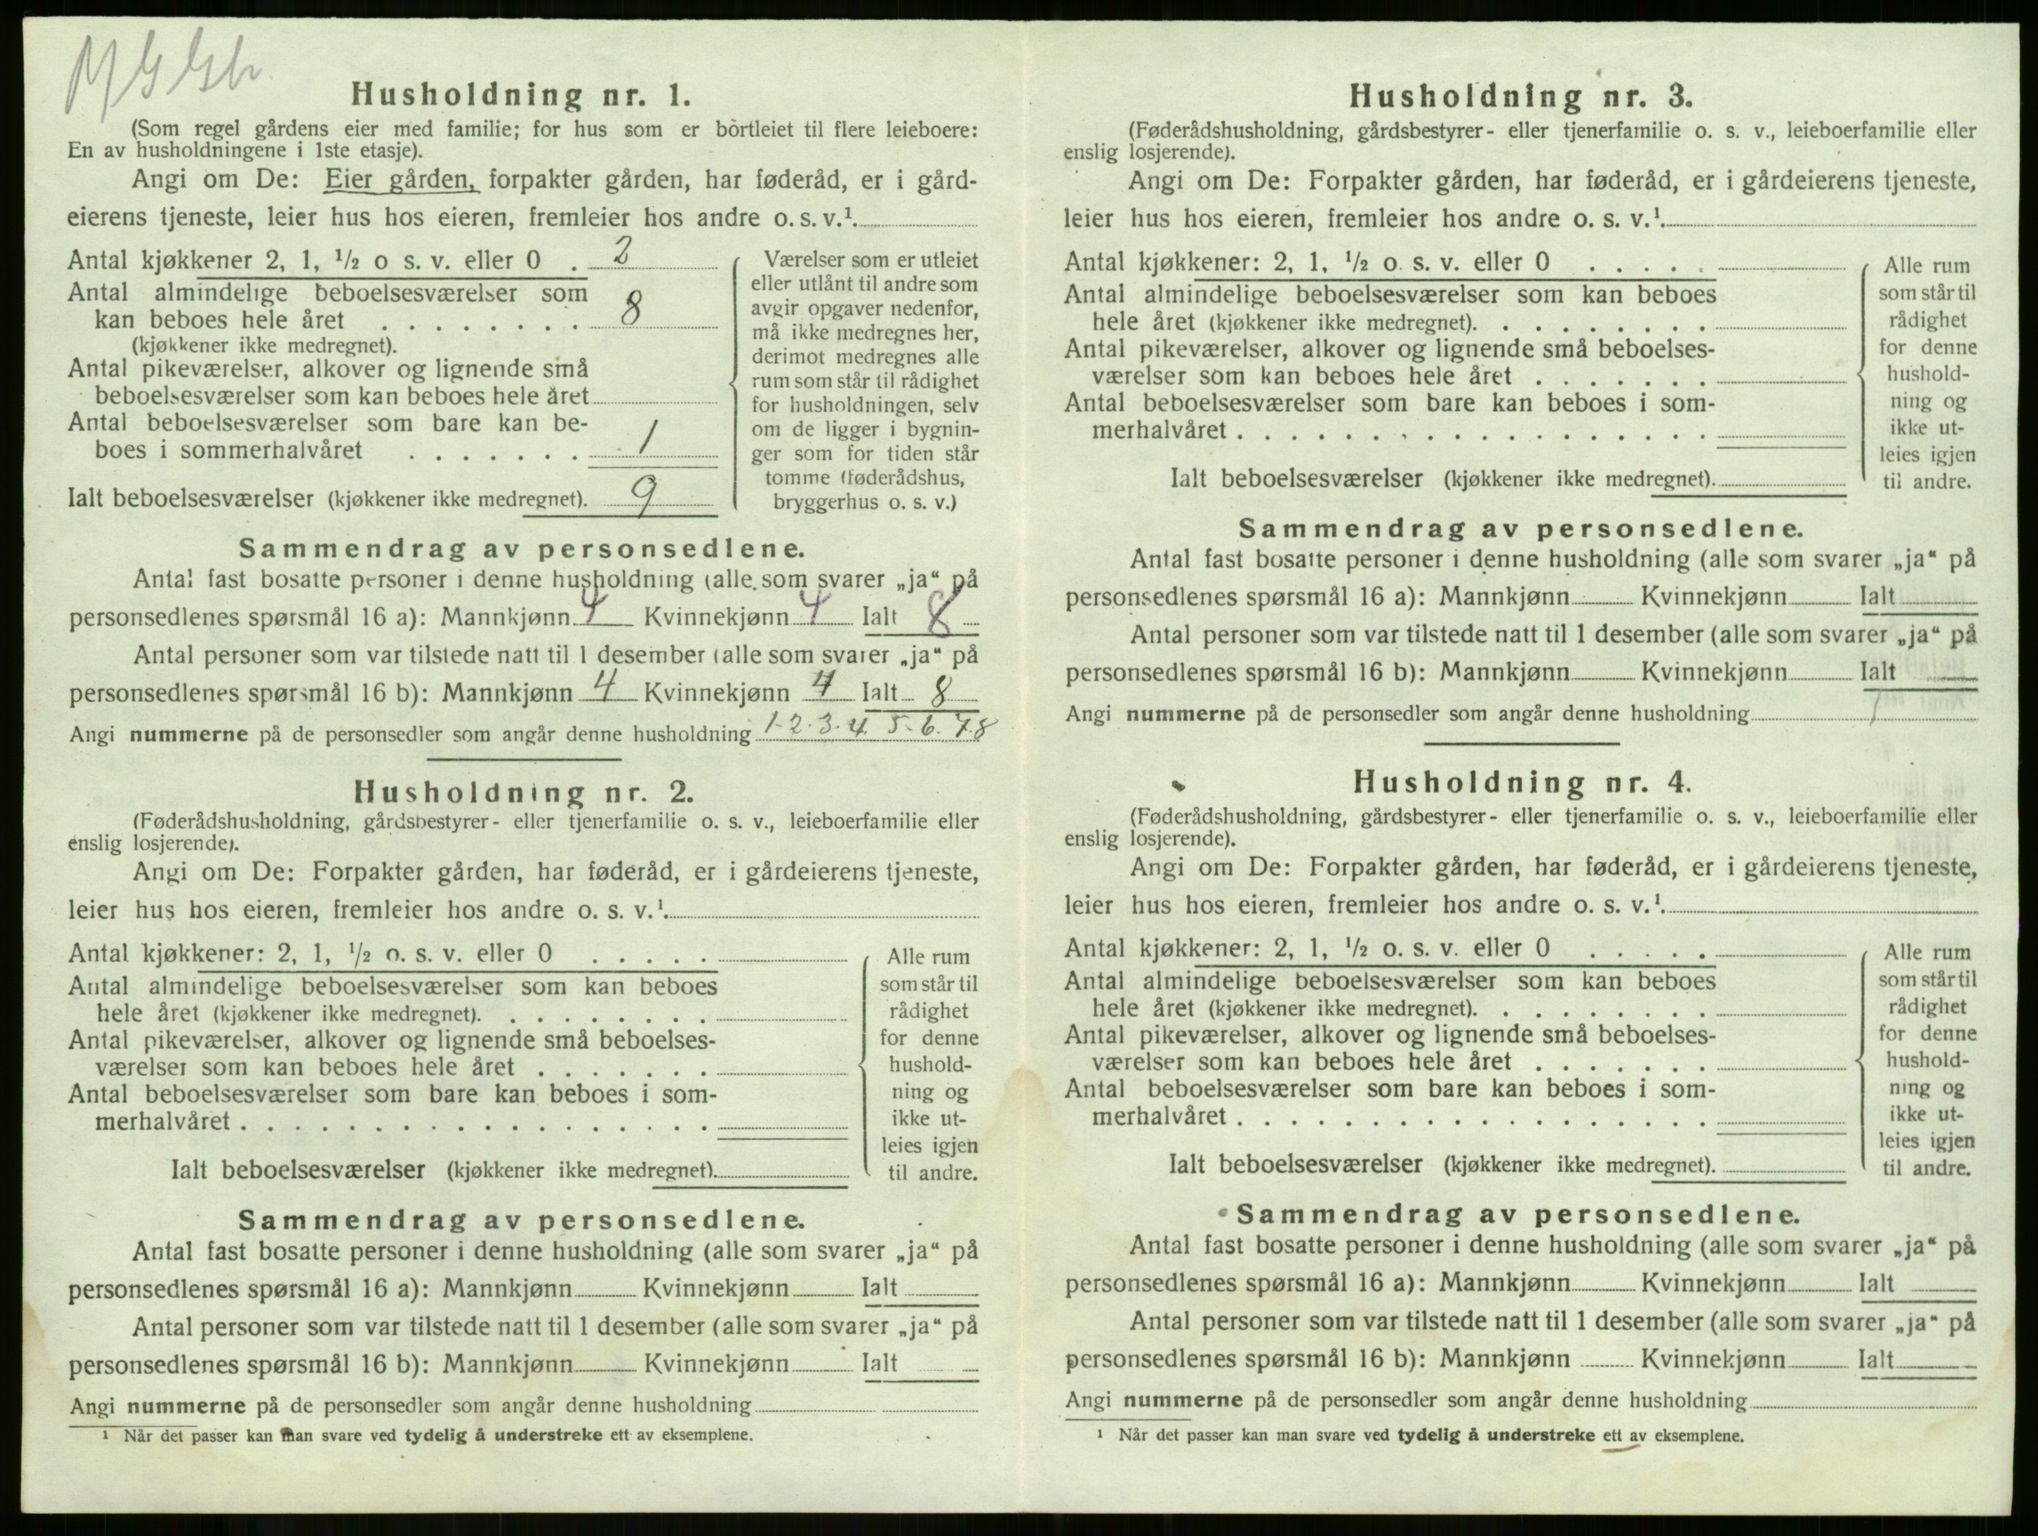 Husholdning nr. 1.
(Som regel gårdens eier med familie; for hus som er bortleiet til flere leieboere:
En av husholdningene i 1ste etasje).
Angi om De: Eier gården, forpakter gården, har føderåd, er i gård-
eierens tjeneste, leier hus hos eieren, fremleier hos andre o. s. v.¹
Antal kjøkkener 2, 1, ½ o s. v. eller 0 . 2
Antal almindelige beboelsesværelser som
kan beboes hele året . . . . . . . . 8
(kjøkkener ikke medregnet).
Antal pikeværelser, alkover og lignende små
beboelsesværelser som kan beboes hele året
Antal beboelsesværelser som bare kan be-
boes i sommerhalvåret . . . . . . . 1
Ialt beboelsesværelser (kjøkkener ikke medregnet). 9
Værelser som er utleiet
eller utlånt til andre som
avgir opgaver nedenfor,
må ikke medregnes her,
derimot medregnes alle
rum som står til rådighet
for husholdningen, selv
om de ligger i bygnin-
ger som for tiden står
tomme (føderådshus,
bryggerhus o. s. v.)
Sammendrag av personsedlene.
Antal fast bosatte personer i denne husholdning (alle som svarer „ja“ på
personsedlenes spørsmål 16 a): Mannkjønn 4 Kvinnekjønn 4 Ialt 8
Antal personer som var tilstede natt til 1 desember (alle som svarer „ja“ på
personsedlenes spørsmål 16 b): Mannkjønn 4 Kvinnekjønn 4 Ialt 8
Angi nummerne på de personsedler som angår denne husholdning 1-2-3-4. 5-6. 7.8
Husholdning nr. 2.
(Føderådshusholdning, gårdsbestyrer- eller tjenerfamilie o. s. v., leieboerfamilie eller
enslig losjerende).
Angi om De: Forpakter gården, har føderåd, er i gårdeierens tjeneste,
leier hus hos eieren, fremleier hos andre o. s. v.¹
Antal kjøkkener: 2, 1, ½ o. s. v. eller 0 . . . . .
Antal almindelige beboelsesværelser som kan beboes
hele året (kjøkkener ikke medregnet). . . . . . . . .
Antal pikeværelser, alkover og lignende små beboelses-
værelser som kan beboes hele året . . . . . . .
Antal beboelsesværelser som bare kan beboes i som-
merhalvåret . . . . . . . . . . . . . . . . . .
Ialt beboelsesværelser (kjøkkener ikke medregnet).
Alle rum
som står til
rådighet
for denne
hushold-
ning og
ikke ut-
leies igjen
til andre.
Sammendrag av personsedlene.
Antal fast bosatte personer i denne husholdning (alle som svarer „ja“ på
personsedlenes spørsmål 16 a): Mannkjønn Kvinnekjønn Ialt
Antal personer som var tilstede natt til 1 desember (alle som svarer „ja“ på
personsedlenes spørsmål 16 b): Mannkjønn Kvinnekjønn Ialt
Angi nummerne på de personsedler som angår denne husholdning
¹ Når det passer kan man svare ved tydelig å understreke ett av eksemplene.
Husholdning nr. 3.
(Føderådshusholdning, gårdsbestyrer- eller tjenerfamilie o. s. v., leieboerfamilie eller
enslig losjerende).
Angi om De: Forpakter gården, har føderåd, er i gårdeierens tjeneste,
leier hus hos eieren, fremleier hos andre o. s. v.¹
Antal kjøkkener: 2, 1, ½ o. s. v. eller 0 . . . . .
Antal almindelige beboelsesværelser som kan beboes
hele året (kjøkkener ikke medregnet). . . . . . . . .
Antal pikeværelser, alkover og lignende små beboelses-
værelser som kan beboes hele året . . . . . . .
Antal beboelsesværelser som bare kan beboes i som-
merhalvåret . . . . . . . . . . . . . . . . . .
Ialt beboelsesværelser (kjøkkener ikke medregnet).
Alle rum
som står til
rådighet
for denne
hushold-
ning og
ikke ut-
leies igjen
til andre.
Sammendrag av personsedlene.
Antal fast bosatte personer i denne husholdning (alle som svarer „ja“ på
personsedlenes spørsmål 16 a): Mannkjønn Kvinnekjønn Ialt
Antal personer som var tilstede natt til 1 desember (alle som svarer „ja“ på
personsedlenes spørsmål 16 b): Mannkjønn Kvinnekjønn Ialt
Angi nummerne på de personsedler som angår denne husholdning
Husholdning nr. 4.
(Føderådshusholdning, gårdsbestyrer- eller tjenerfamilie o. s. v., leieboerfamilie eller
enslig losjerende).
Angi om De: Forpakter gården, har føderåd, er i gårdeierens tjeneste,
leier hus hos eieren, fremleier hos andre o. s. v.¹
Antal kjøkkener: 2, 1, ½ o. s. v. eller 0 . . . . .
Antal almindelige beboelsesværelser som kan beboes
hele året (kjøkkener ikke medregnet). . . . . . . . .
Antal pikeværelser, alkover og lignende små beboelses-
værelser som kan beboes hele året . . . . . . .
Antal beboelsesværelser som bare kan beboes i som-
merhalvåret . . . . . . . . . . . . . . . . . .
Ialt beboelsesværelser (kjøkkener ikke medregnet).
Alle rum
som står til
rådighet
for denne
hushold-
ning og
ikke ut-
leies igjen
til andre.
Sammendrag av personsedlene.
Antal fast bosatte personer i denne husholdning (alle som svarer „ja“ på
personsedlenes spørsmål 16 a): Mannkjønn Kvinnekjønn Ialt
Antal personer som var tilstede natt til 1 desember (alle som svarer „ja“ på
personsedlenes spørsmål 16 b): Mannkjønn Kvinnekjønn Ialt
Angi nummerne på de personsedler som angår denne husholdning
¹ Når det passer kan man svare ved tydelig å understreke ett av eksemplene.